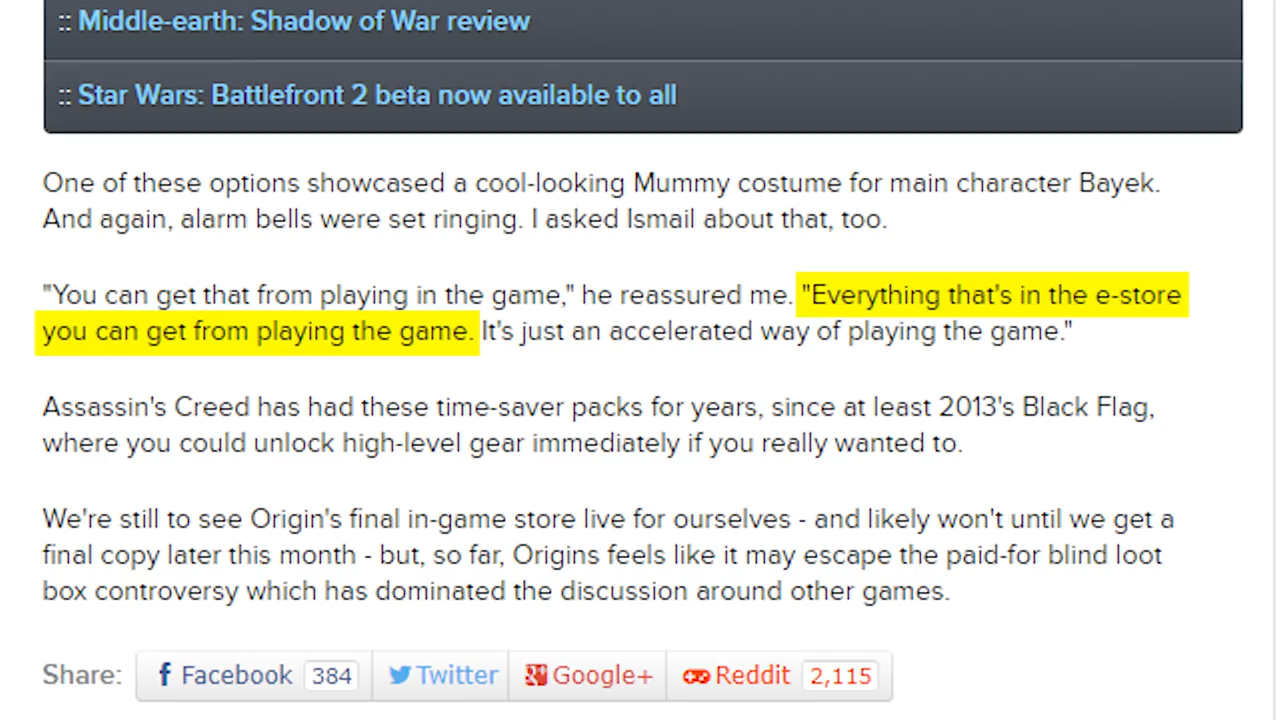 :: Middle-earth: Shadow of War review
:: Star Wars: Battlefront 2 beta now available to all
One of these options showcased a cool-looking Mummy costume for main character Bayek.
And again, alarm bells were set ringing. I asked Ismail about that, too.
"You can get that from playing in the game," he reassured me. "Everything that's in the e-store
you can get from playing the game. It's just an accelerated way of playing the game."
Assassin's Creed has had these time-saver packs for years, since at least 2013's Black Flag,
where you could unlock high-level gear immediately if you really wanted to.
We're still to see Origin's final in-game store live for ourselves - and likely won't until we get a
final copy later this month - but, so far, Origins feels like it may escape the paid-for blind loot
box controversy which has dominated the discussion around other games.
Share: Facebook 384 Twitter Google+ Reddit 2,115